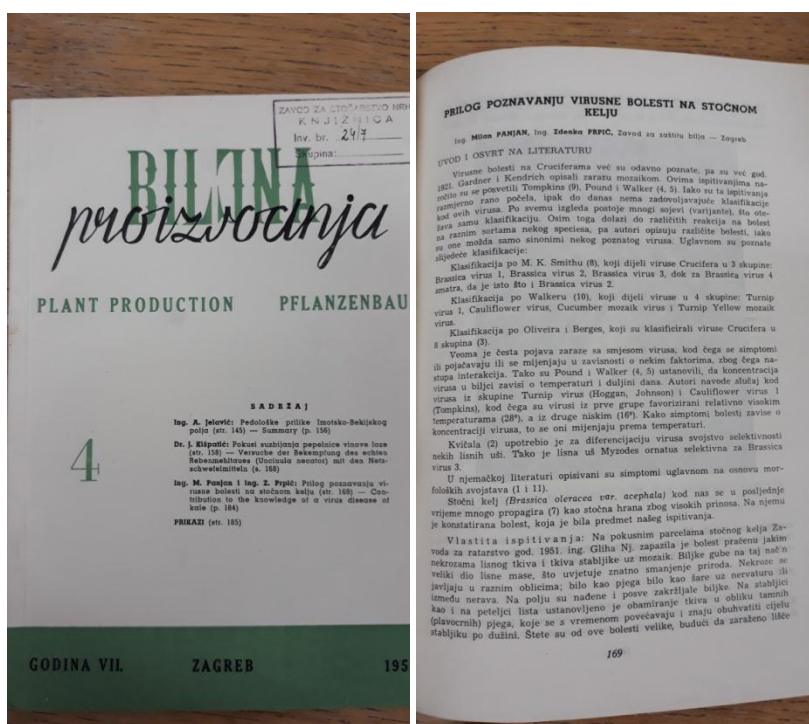 ZAVOD ZA STOČARSTVO NRH
KNJIŽNICA
Inv. br. 24/7
Skupina:
BILJNA
proizvodnja
PLANT PRODUCTION PFLANZENBAU
SADRŽAJ
Ing. A. Jelavić: Pedološke prilike Imotsko-Bekijskog
polja (str. 145) — Summary (p. 156)
Dr. J. Kišpatić: Pokusi suzbijanja pepelnice vinove loze
(str. 158) — Versuche der Bekempfung des echten
Rebenmehltaues (Uncinula necator) mit den Netz-
schwefelmitteln (s. 168)
Ing. M. Panjan i ing. Z. Prpić: Prilog poznavanju vi-
rusne bolesti na stočnom kelju (str. 169) — Con-
tribution to the knowledge of a virus disease of
kale (p. 184)
PRIKAZI (str. 185)
4
GODINA VII. ZAGREB 195
PRILOG POZNAVANJU VIRUSNE BOLESTI NA STOČNOM
KELJU
Ing. Milan PANJAN, Ing. Zdenka PRPIĆ, Zavod za zaštitu bilja — Zagreb
UVOD I OSVRT NA LITERATURU
Virusne bolesti na Cruciferama već su odavno poznate, pa su već god.
1921. Gardner i Kendrich opisali zarazu mozaikom. Ovima ispitivanjima na-
ročito su se posvetili Tompkins (9), Pound i Walker (4, 5). Iako su ta ispitivanja
razmjerno rano počela, ipak do danas nema zadovoljavajuće klasifikacije
kod ovih virusa. Po svemu izgleda postoje mnogi sojevi (varijante), što ote-
žava samu klasifikaciju. Osim toga dolazi do različitih reakcija na bolest
na raznim sortama nekog speciesa, pa autori opisuju različite bolesti, iako
su one možda samo sinonimi nekog poznatog virusa. Uglavnom su poznate
slijedeće klasifikacije:
Klasifikacija po M. K. Smithu (8), koji dijeli viruse Crucifera u 3 skupine:
Brassica virus 1, Brassica virus 2, Brassica virus 3, dok za Brassica virus 4
smatra, da je isto što i Brassica virus 2.
Klasifikacija po Walkeru (10), koji dijeli viruse u 4 skupine: Turnip
virus 1, Cauliflower virus, Cucumber mozaik virus i Turnip Yellow mozaik
virus.
Klasifikacija po Oliveira i Berges, koji su klasificirali viruse Crucifera u
8 skupina (3).
Veoma je česta pojava zaraze sa smjesom virusa, kod čega se simptomi
ili pojačavaju ili se mijenjaju u zavisnosti o nekim faktorima, zbog čega na-
stupa interakcija. Tako su Pound i Walker (4, 5) ustanovili, da koncentracija
virusa u biljci zavisi o temperaturi i duljini dana. Autori navode slučaj kod
virusa iz skupine Turnip virus (Hoggan, Johnson) i Cauliflower virus 1
(Tompkins), kod čega su virusi iz prve grupe favorizirani relativno visokim
temperaturama (28°), a iz druge niskim (16°). Kako simptomi bolesti zavise o
koncentraciji virusa, to se oni mijenjaju prema temperaturi.
Kvičala (2) upotrebio je za diferencijaciju virusa svojstvo selektivnosti
nekih lisnih uši. Tako je lisna uš Myzodes ornatus selektivna za Brassica
virus 3.
U njemačkoj literaturi opisivani su simptomi uglavnom na osnovu mor-
foloških svojstava (1 i 11).
Stočni kelj (Brassica oleracea var. acephala) kod nas se u posljednje
vrijeme mnogo propagira (7) kao stočna hrana zbog visokih prinosa. Na njemu
je konstatirana bolest, koja je bila predmet našeg ispitivanja.
Vlastita ispitivanja: Na pokusnim parcelama stočnog kelja Za-
voda za ratarstvo god. 1951. ing. Gliha Nj. zapazila je bolest praćenu jakim
nekrozama lisnog tkiva i tkiva stabljike uz mozaik. Biljke gube na taj način
veliki dio lisne mase, što uvjetuje znatno smanjenje priroda. Nekroze se
javljaju u raznim oblicima; bilo kao pjega bilo kao šare uz nervaturu ili
između nerava. Na polju su nađene i posve zakržljale biljke. Na stabljici
kao i na peteljci lista ustanovljeno je obamiranje tkiva u obliku tamnih
(plavocrnih) pjega, koje se s vremenom povećavaju i znaju obuhvatiti cijelu
stabljiku po dužini. Štete su od ove bolesti velike, budući da zaraženo lišće
169